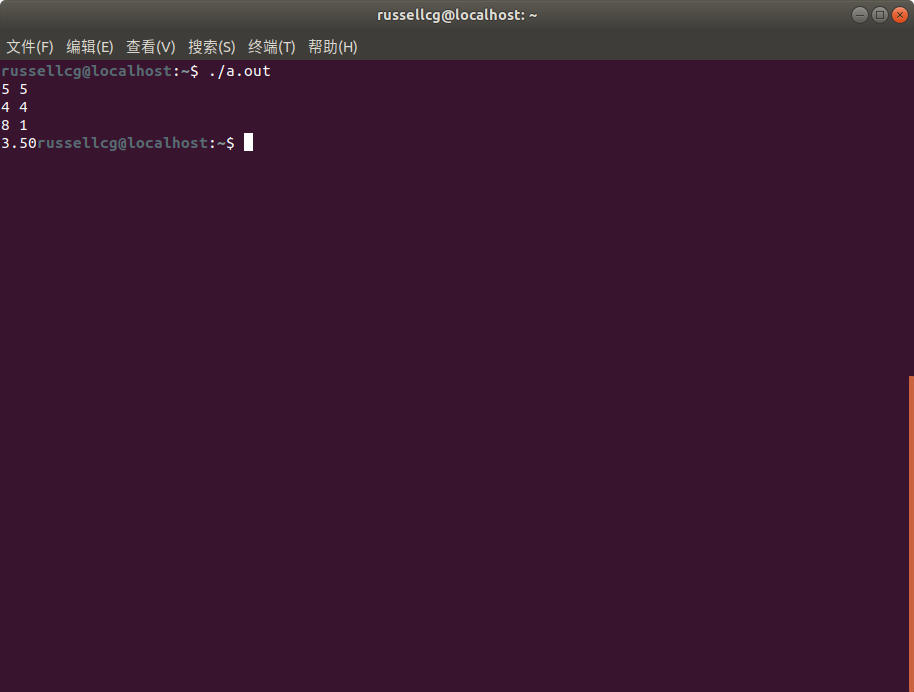 russellcg@localhost: ~
文件(F) 编辑(E) 查看(V) 搜索(S) 终端(T) 帮助(H)
russellcg@localhost:~$ ./a.out
5 5
4 4
8 1
3.50russellcg@localhost:~$